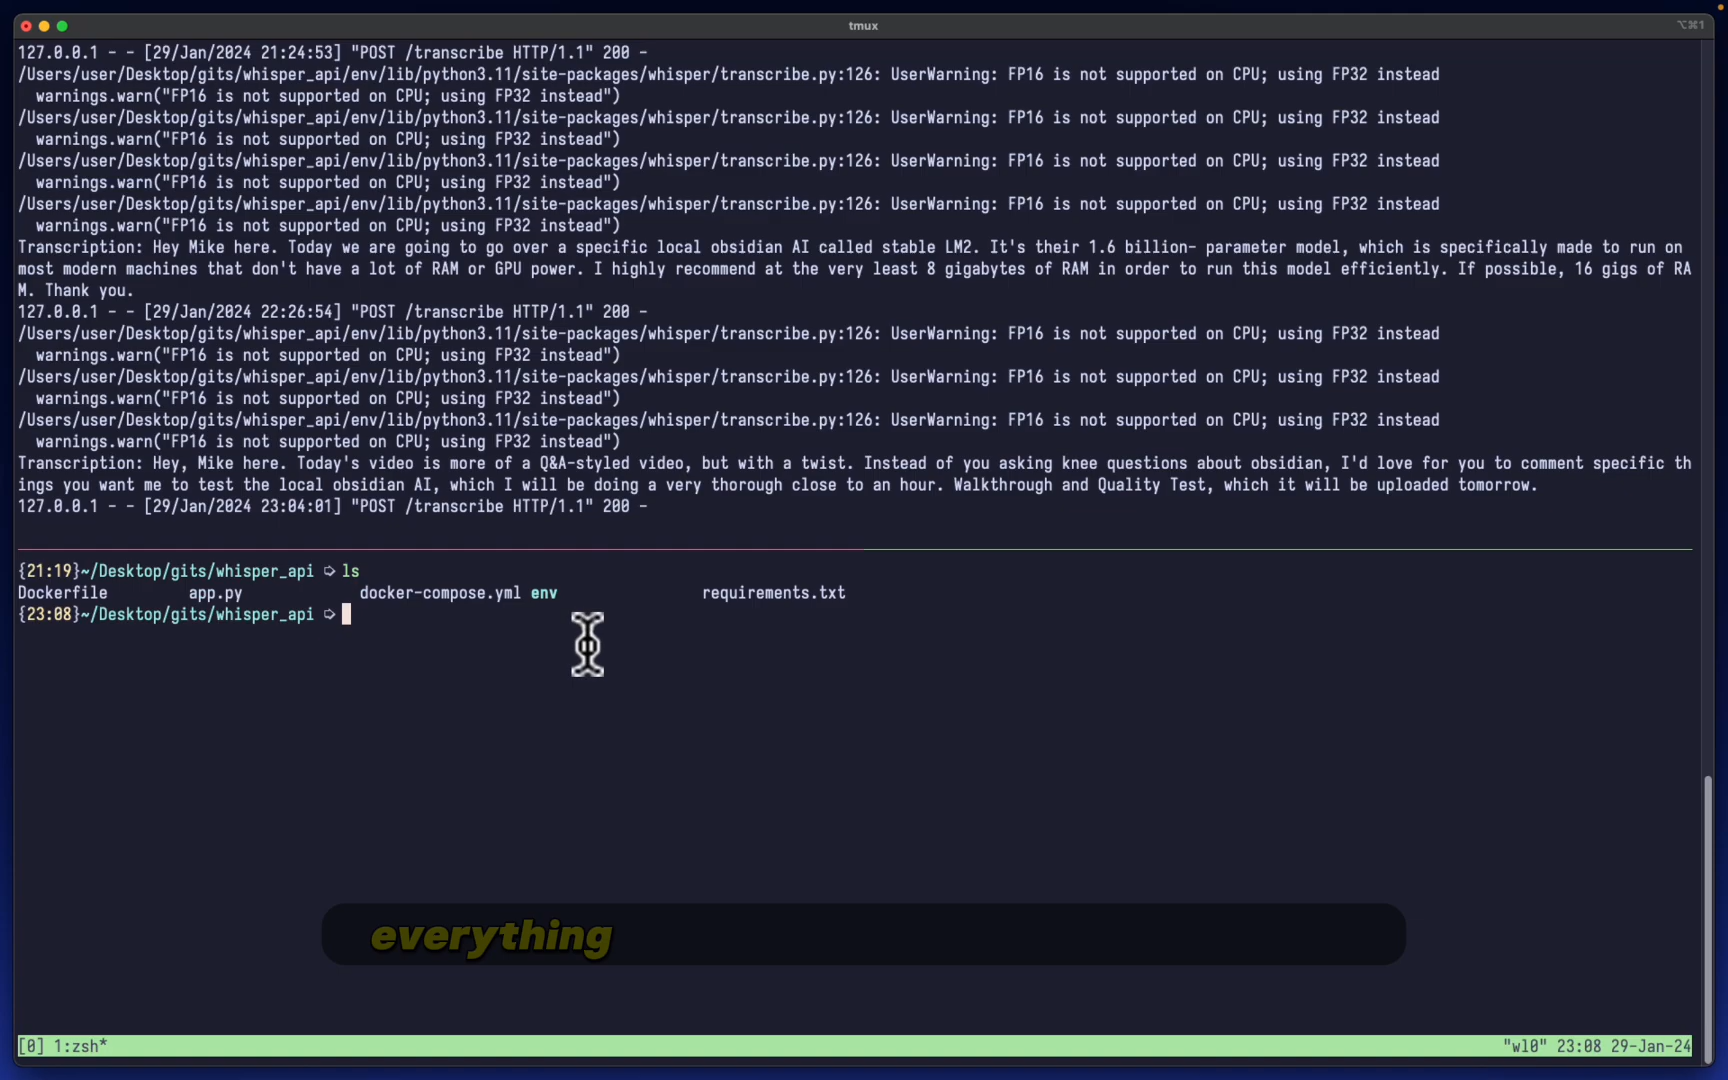 tmux
⌥⌘1
127.0.0.1 - - [29/Jan/2024 21:24:53] "POST /transcribe HTTP/1.1" 200 -
/Users/user/Desktop/gits/whisper_api/env/lib/python3.11/site-packages/whisper/transcribe.py:126: UserWarning: FP16 is not supported on CPU; using FP32 instead
warnings.warn("FP16 is not supported on CPU; using FP32 instead")
/Users/user/Desktop/gits/whisper_api/env/lib/python3.11/site-packages/whisper/transcribe.py:126: UserWarning: FP16 is not supported on CPU; using FP32 instead
warnings.warn("FP16 is not supported on CPU; using FP32 instead")
/Users/user/Desktop/gits/whisper_api/env/lib/python3.11/site-packages/whisper/transcribe.py:126: UserWarning: FP16 is not supported on CPU; using FP32 instead
warnings.warn("FP16 is not supported on CPU; using FP32 instead")
/Users/user/Desktop/gits/whisper_api/env/lib/python3.11/site-packages/whisper/transcribe.py:126: UserWarning: FP16 is not supported on CPU; using FP32 instead
warnings.warn("FP16 is not supported on CPU; using FP32 instead")
Transcription: Hey Mike here. Today we are going to go over a specific local obsidian AI called stable LM2. It's their 1.6 billion- parameter model, which is specifically made to run on
most modern machines that don't have a lot of RAM or GPU power. I highly recommend at the very least 8 gigabytes of RAM in order to run this model efficiently. If possible, 16 gigs of RA
M. Thank you.
127.0.0.1 - - [29/Jan/2024 22:26:54] "POST /transcribe HTTP/1.1" 200 -
/Users/user/Desktop/gits/whisper_api/env/lib/python3.11/site-packages/whisper/transcribe.py:126: UserWarning: FP16 is not supported on CPU; using FP32 instead
warnings.warn("FP16 is not supported on CPU; using FP32 instead")
/Users/user/Desktop/gits/whisper_api/env/lib/python3.11/site-packages/whisper/transcribe.py:126: UserWarning: FP16 is not supported on CPU; using FP32 instead
warnings.warn("FP16 is not supported on CPU; using FP32 instead")
/Users/user/Desktop/gits/whisper_api/env/lib/python3.11/site-packages/whisper/transcribe.py:126: UserWarning: FP16 is not supported on CPU; using FP32 instead
warnings.warn("FP16 is not supported on CPU; using FP32 instead")
Transcription: Hey, Mike here. Today's video is more of a Q&A-styled video, but with a twist. Instead of you asking knee questions about obsidian, I'd love for you to comment specific th
ings you want me to test the local obsidian AI, which I will be doing a very thorough close to an hour. Walkthrough and Quality Test, which it will be uploaded tomorrow.
127.0.0.1 - - [29/Jan/2024 23:04:01] "POST /transcribe HTTP/1.1" 200 -
{21:19}~/Desktop/gits/whisper_api ➩ ls
Dockerfile app.py docker-compose.yml env requirements.txt
{23:08}~/Desktop/gits/whisper_api ➩
everything
[0] 1:zsh* "wl0" 23:08 29-Jan-24